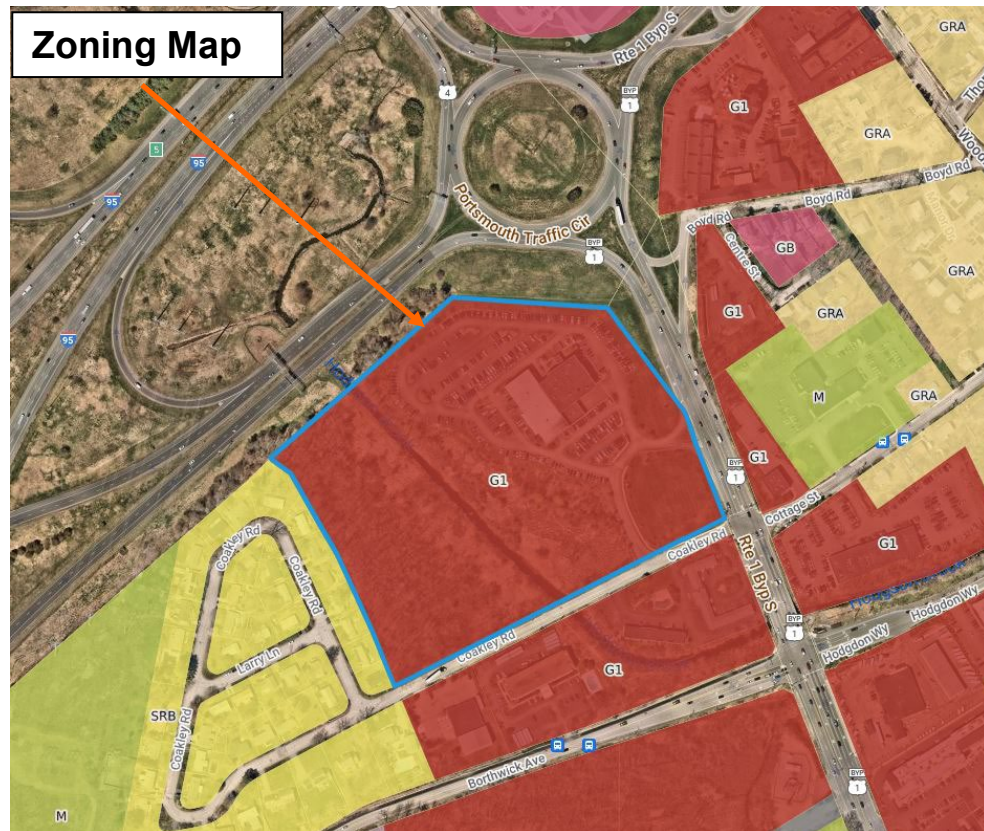 Zoning Map
Rte 1 Byp S
GRA
4
BYP
1
G1
5
95
GRA
95
Boyd Rd
Boyd Rd
Portsmouth Traffic Cir
Boyd Rd
BYP
1
Centre St
GB
GRA
G1
GRA
95
M
GRA
G1
BYP
1
G1
Cottage St
Coakley Rd
G1
Coakley Rd
Coakley Rd
Rte 1 Byp S
Hodgdon Wy
BYP
1
Hodgdon Wy
Larry Ln
Coakley Rd
G1
SRB
Coakley Rd
Borthwick Ave
BYP
1
M